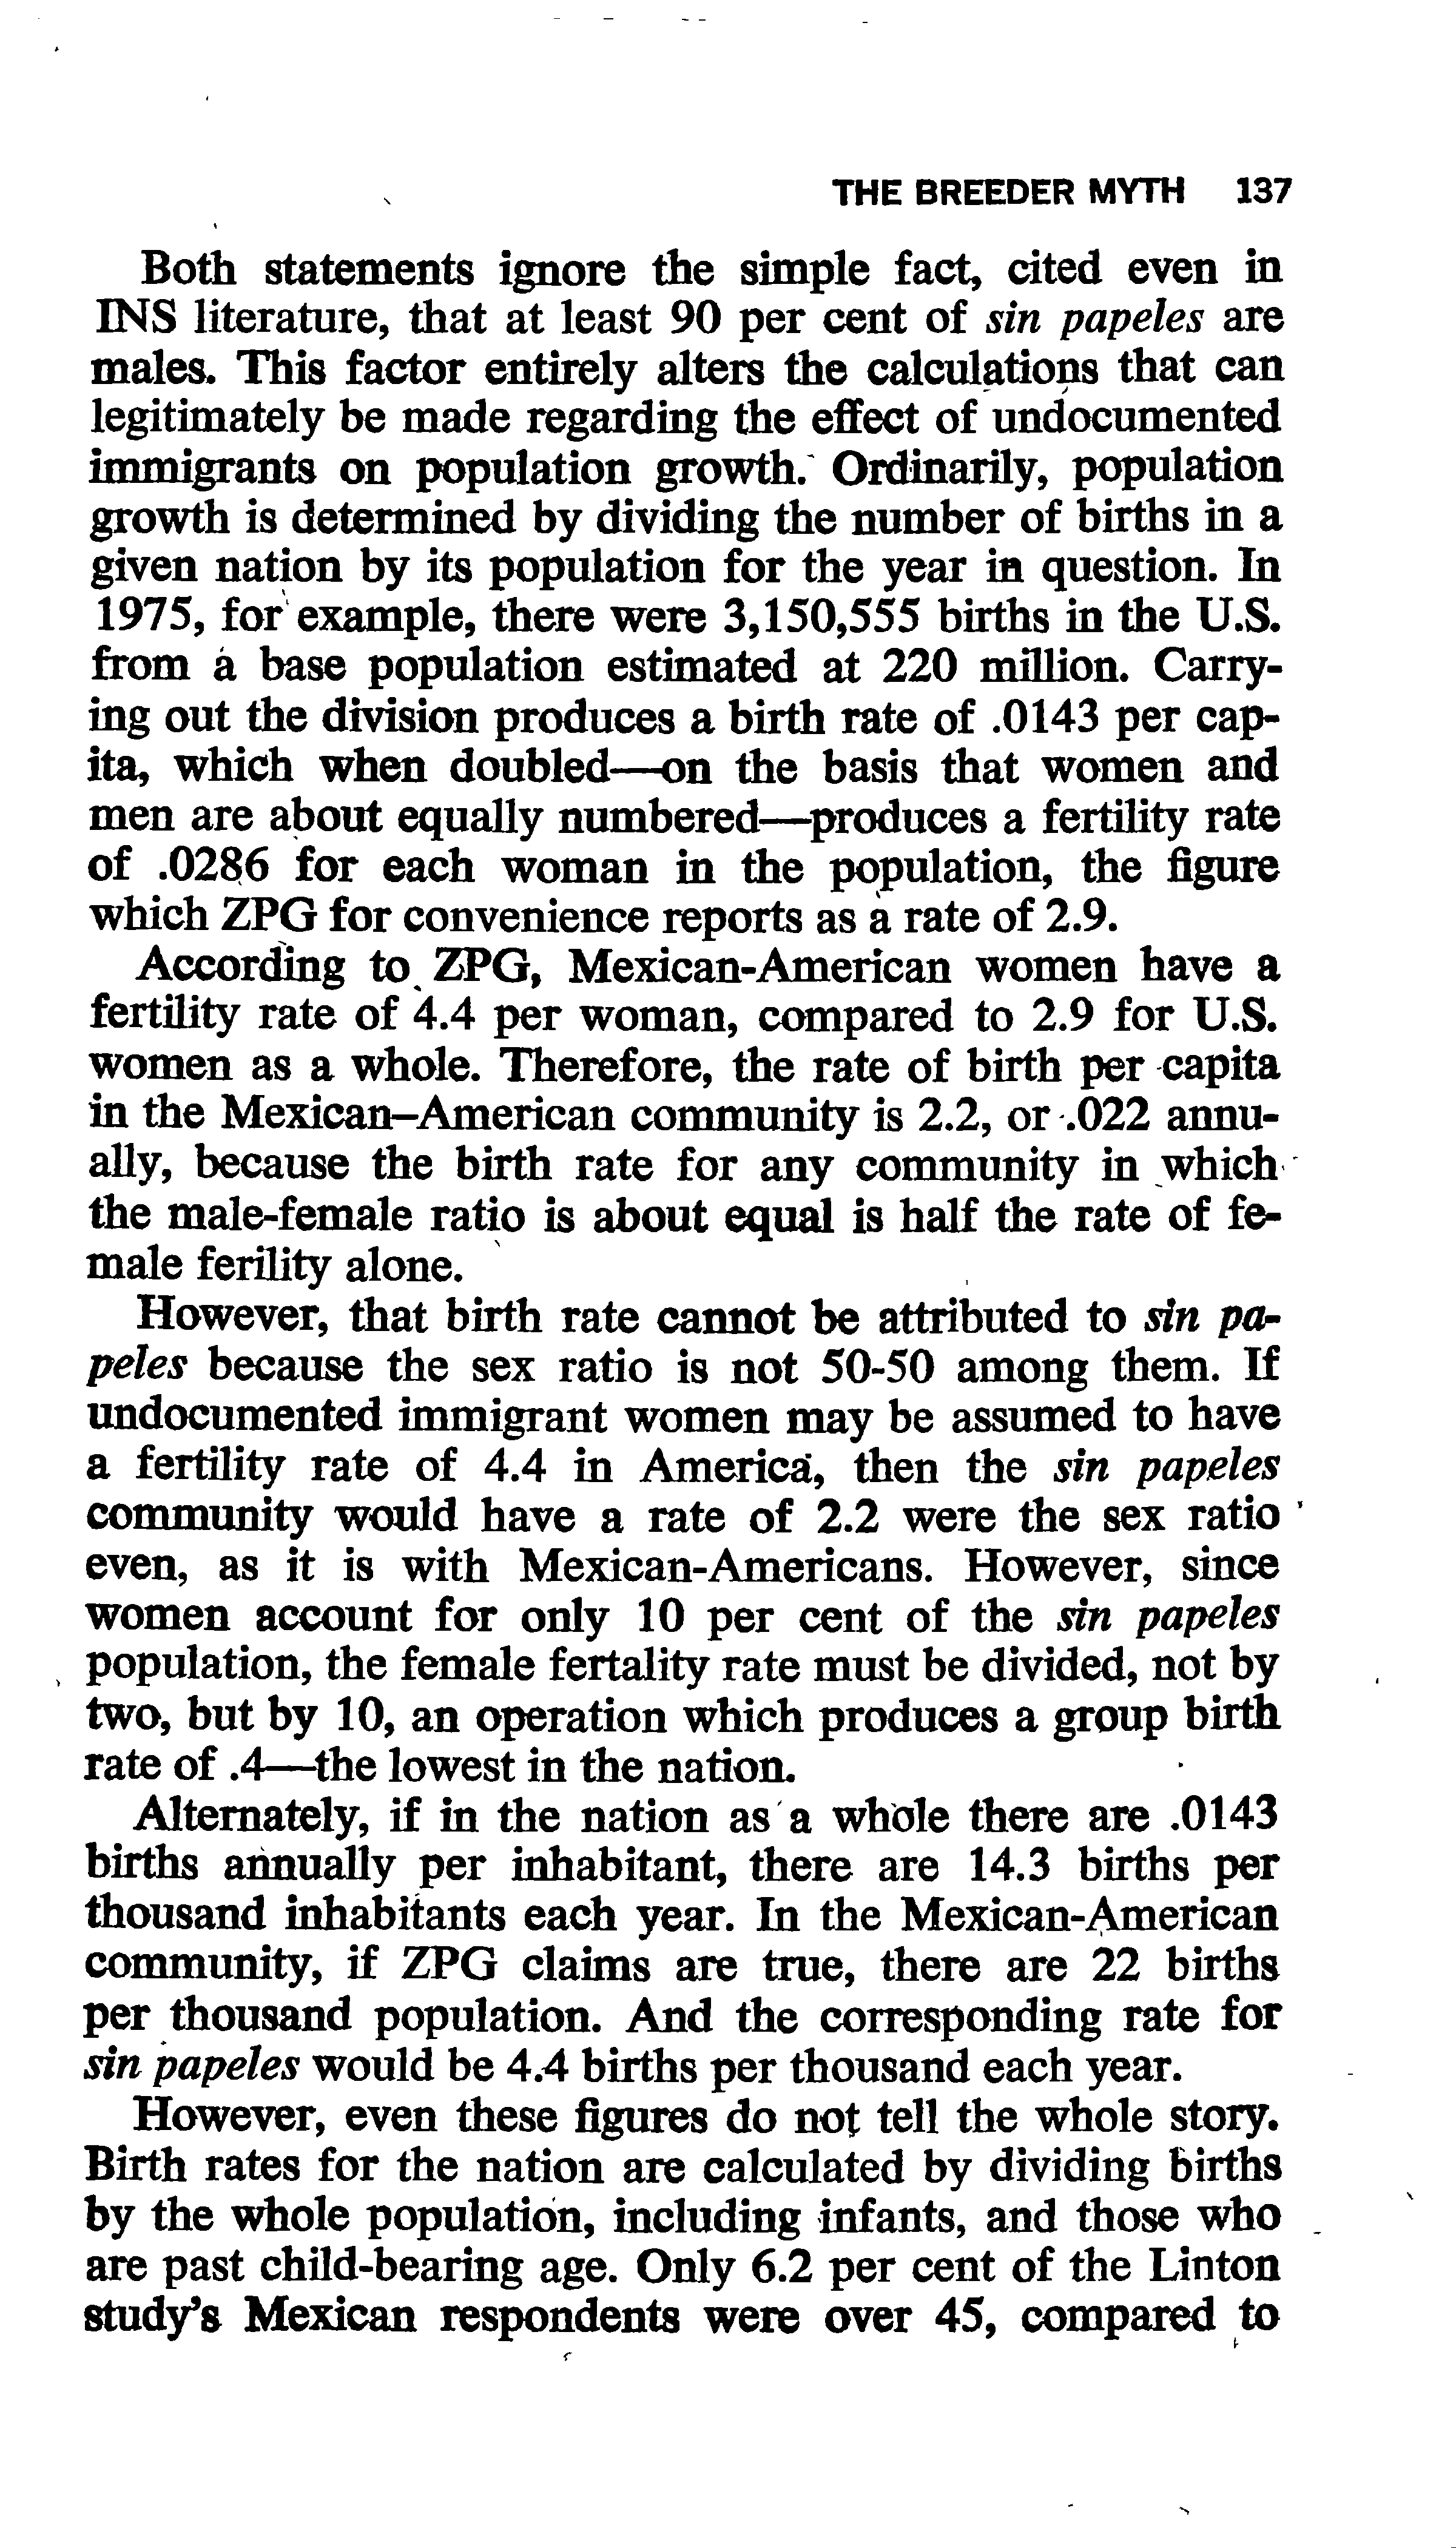 THE BREEDER MYTH 137
Both statements ignore the simple fact, cited even in
INS literature, that at least 90 per cent of sin papeles are
males. This factor entirely alters the calculations that can
legitimately be made regarding the effect of undocumented
immigrants on population growth. Ordinarily, population
growth is determined by dividing the number of births in a
given nation by its population for the year in question. In
1975, for example, there were 3,150,555 births in the U.S.
from a base population estimated at 220 million. Carry-
ing out the division produces a birth rate of .0143 per cap-
ita, which when doubled—on the basis that women and
men are about equally numbered—produces a fertility rate
of .0286 for each woman in the population, the figure
which ZPG for convenience reports as a rate of 2.9.
According to ZPG, Mexican-American women have a
fertility rate of 4.4 per woman, compared to 2.9 for U.S.
women as a whole. Therefore, the rate of birth per capita
in the Mexican–American community is 2.2, or .022 annu-
ally, because the birth rate for any community in which
the male-female ratio is about equal is half the rate of fe-
male ferility alone.
However, that birth rate cannot be attributed to sin pa-
peles because the sex ratio is not 50-50 among them. If
undocumented immigrant women may be assumed to have
a fertility rate of 4.4 in America, then the sin papeles
community would have a rate of 2.2 were the sex ratio
even, as it is with Mexican-Americans. However, since
women account for only 10 per cent of the sin papeles
population, the female fertality rate must be divided, not by
two, but by 10, an operation which produces a group birth
rate of .4—the lowest in the nation.
Alternately, if in the nation as a whole there are .0143
births annually per inhabitant, there are 14.3 births per
thousand inhabitants each year. In the Mexican-American
community, if ZPG claims are true, there are 22 births
per thousand population. And the corresponding rate for
sin papeles would be 4.4 births per thousand each year.
However, even these figures do not tell the whole story.
Birth rates for the nation are calculated by dividing births
by the whole population, including infants, and those who
are past child-bearing age. Only 6.2 per cent of the Linton
study's Mexican respondents were over 45, compared to